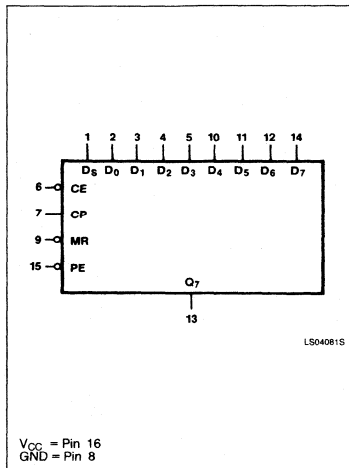 1 2 3 4 5 10 11 12 14
DS D0 D1 D2 D3 D4 D5 D6 D7
6 CE
7 CP
9 MR
15 PE
Q7
13
LS04081S
VCC = Pin 16
GND = Pin 8